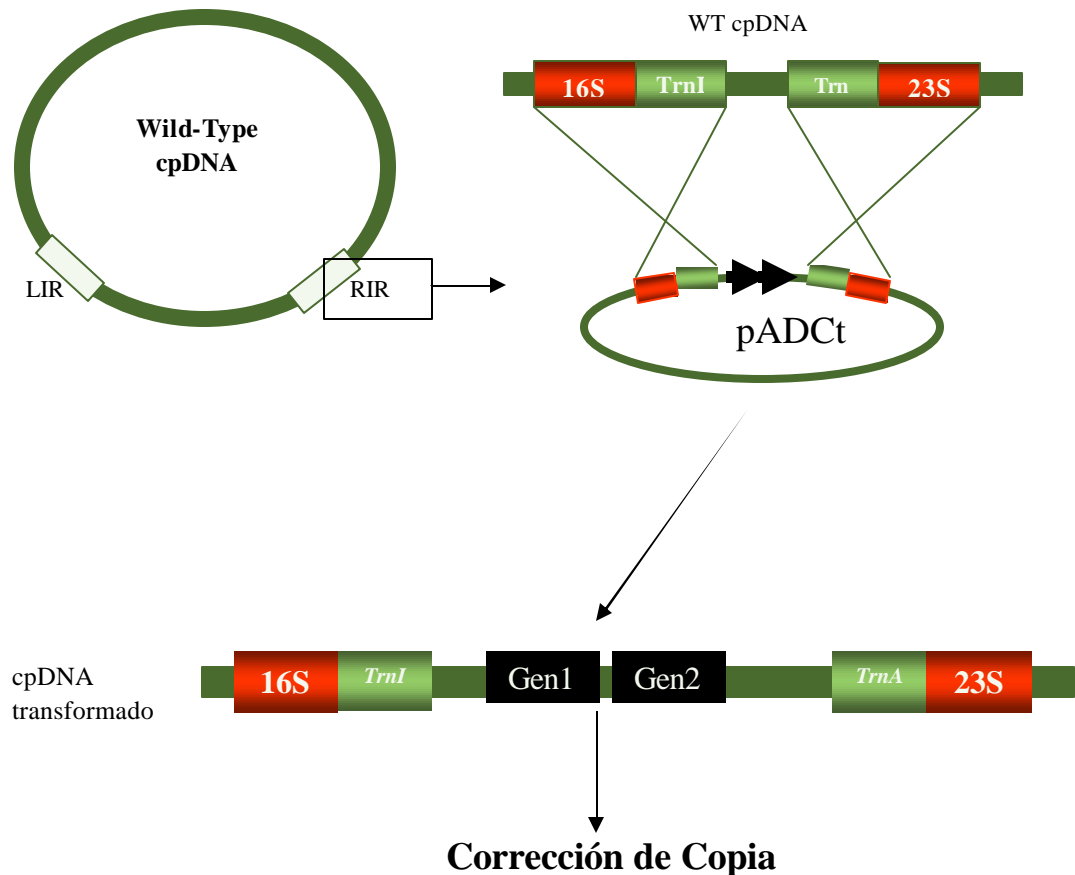 WT cpDNA
16S TrnI Trn 23S
Wild-Type
cpDNA
LIR
RIR
pADCt
cpDNA
transformado
16S TrnI Gen1 Gen2 TrnA 23S
Corrección de Copia